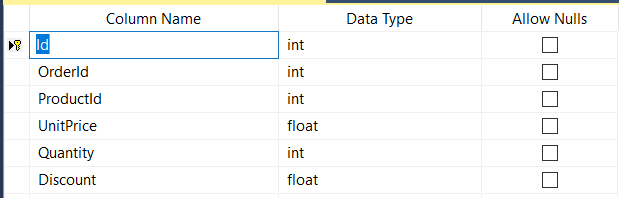 Column Name Data Type Allow Nulls
Id int
OrderId int
ProductId int
UnitPrice float
Quantity int
Discount float